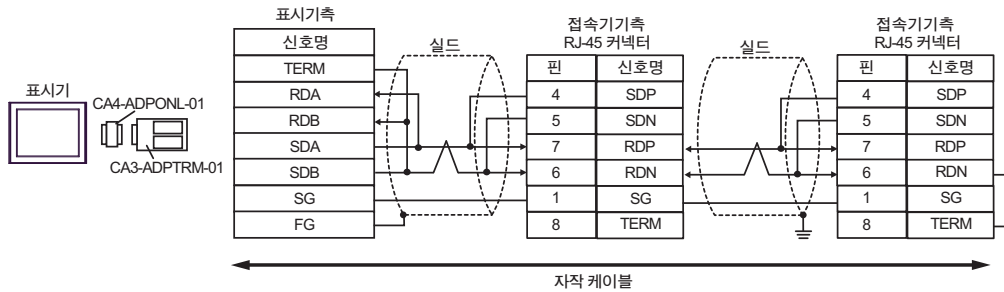 표시기
CA4-ADPONL-01
CA3-ADPTRM-01
표시기측
신호명
TERM
RDA
RDB
SDA
SDB
SG
FG
실드
접속기기측
RJ-45 커넥터
핀 신호명
4 SDP
5 SDN
7 RDP
6 RDN
1 SG
8 TERM
실드
접속기기측
RJ-45 커넥터
핀 신호명
4 SDP
5 SDN
7 RDP
6 RDN
1 SG
8 TERM
자작 케이블